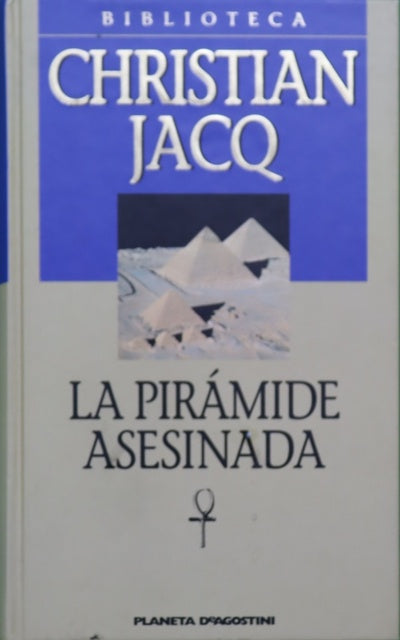 BIBLIOTECA
CHRISTIAN
JACQ
LA PIRÁMIDE
ASESINADA
PLANETA DEAGOSTINI